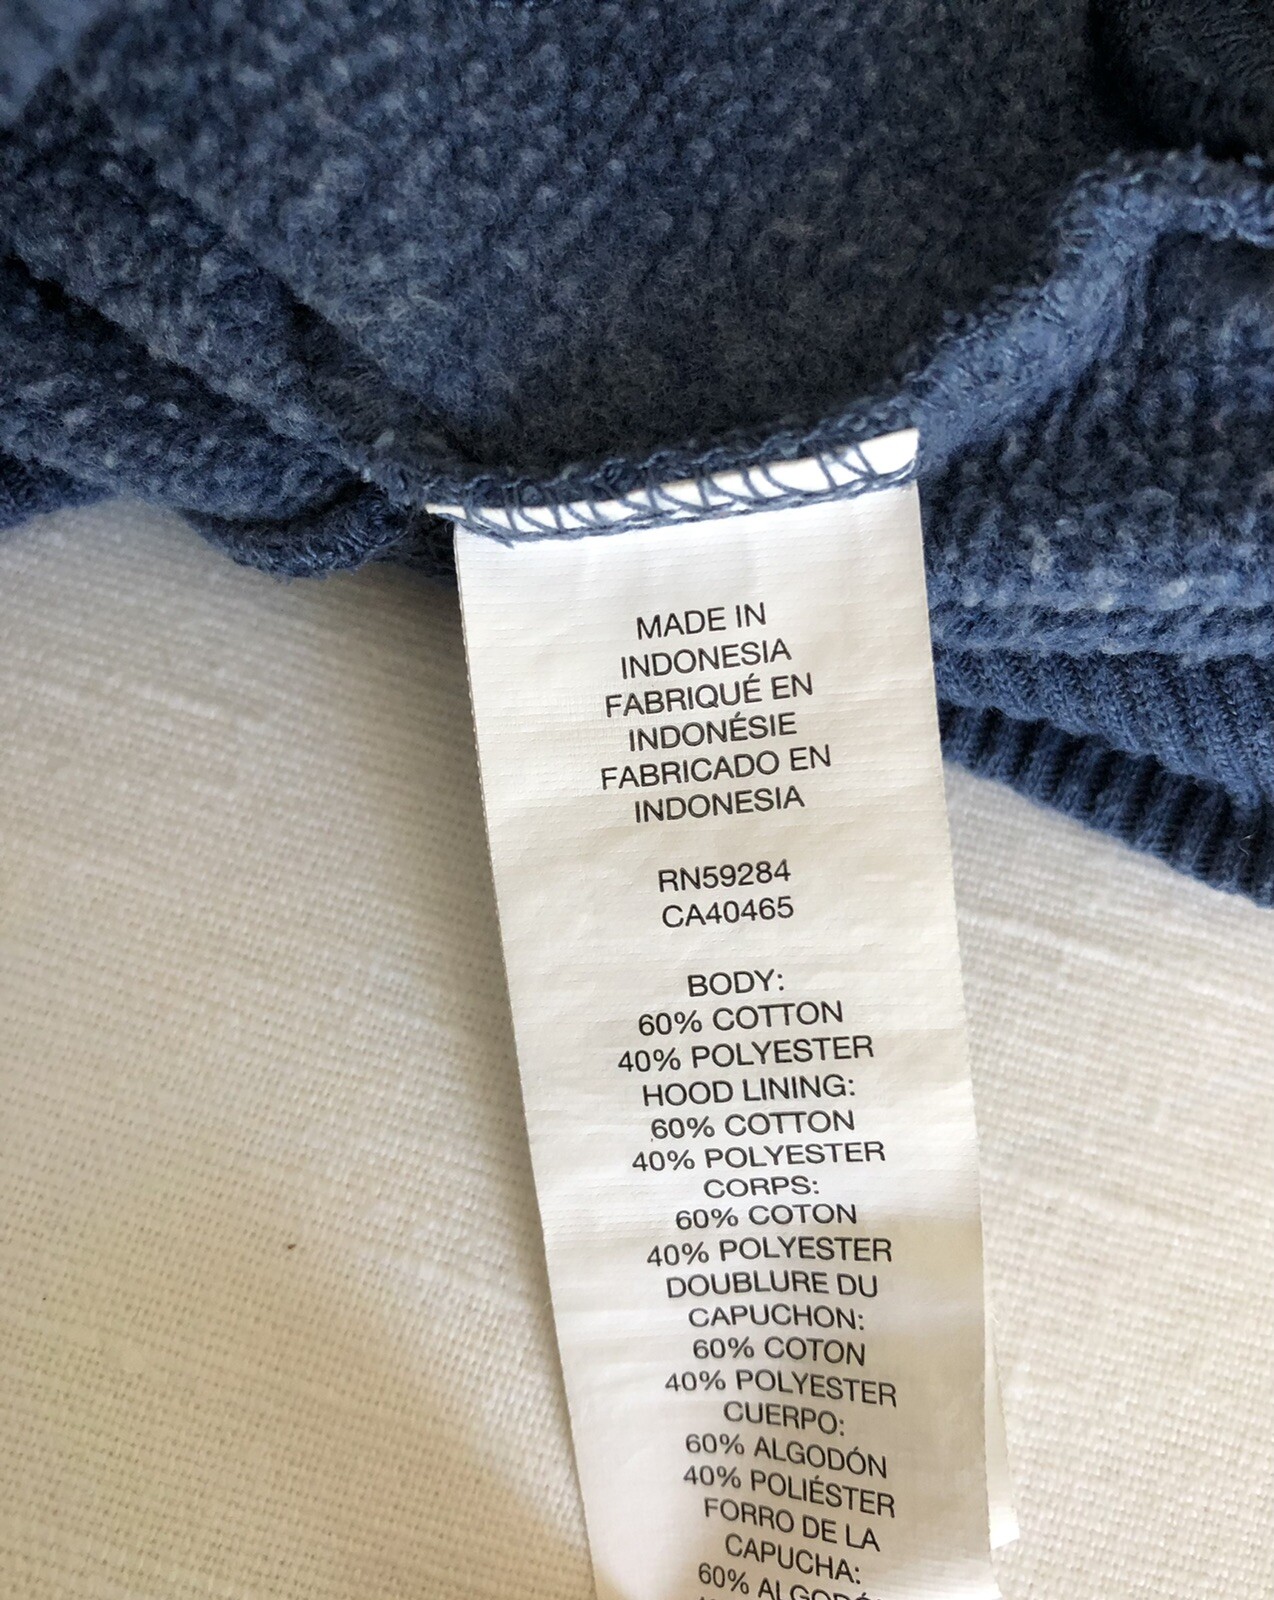 MADE IN
INDONESIA
FABRIQUÉ EN
INDONÉSIE
FABRICADO EN
INDONESIA
RN59284
CA40465
BODY:
60% COTTON
40% POLYESTER
HOOD LINING:
60% COTTON
40% POLYESTER
CORPS:
60% COTON
40% POLYESTER
DOUBLURE DU
CAPUCHON:
60% COTON
40% POLYESTER
CUERPO:
60% ALGODÓN
40% POLIÉSTER
FORRO DE LA
CAPUCHA:
60%